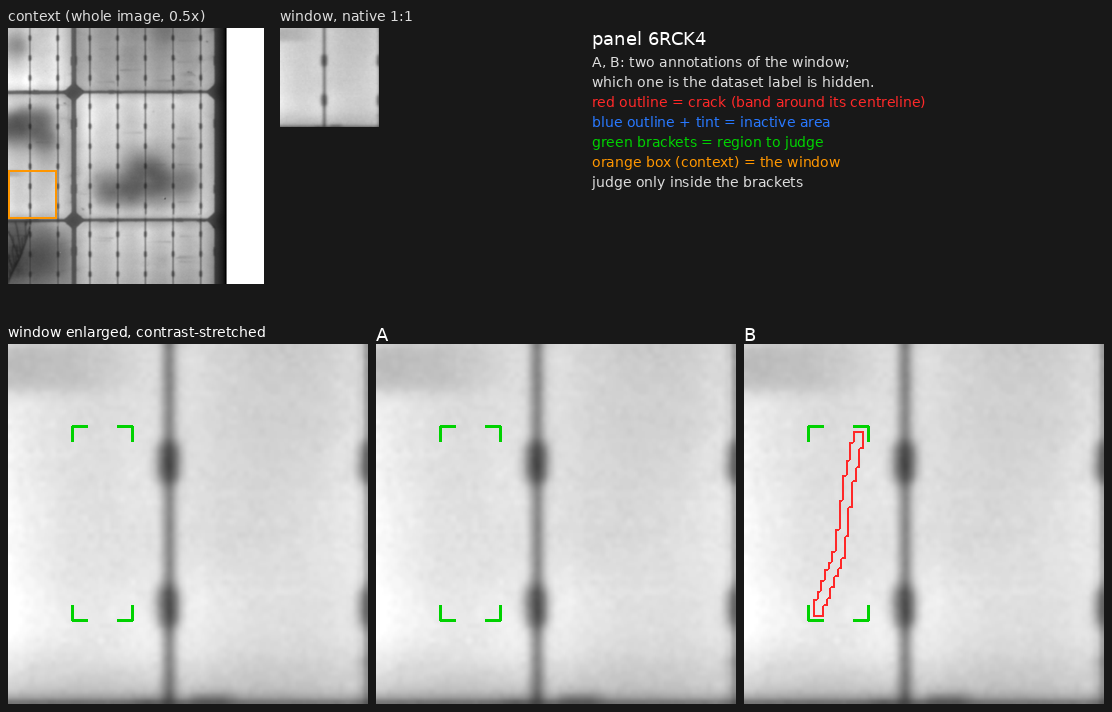 context (whole image, 0.5x)
window, native 1:1
panel 6RCK4
A, B: two annotations of the window;
which one is the dataset label is hidden.
red outline = crack (band around its centreline)
blue outline + tint = inactive area
green brackets = region to judge
orange box (context) = the window
judge only inside the brackets
window enlarged, contrast-stretched
A
B